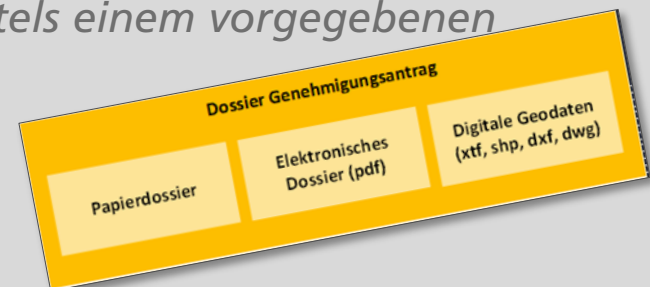 tels einem vorgegebenen
Dossier Genehmigungsantrag
Papierdossier
Elektronisches
Dossier (pdf)
Digitale Geodaten
(xtf, shp, dxf, dwg)